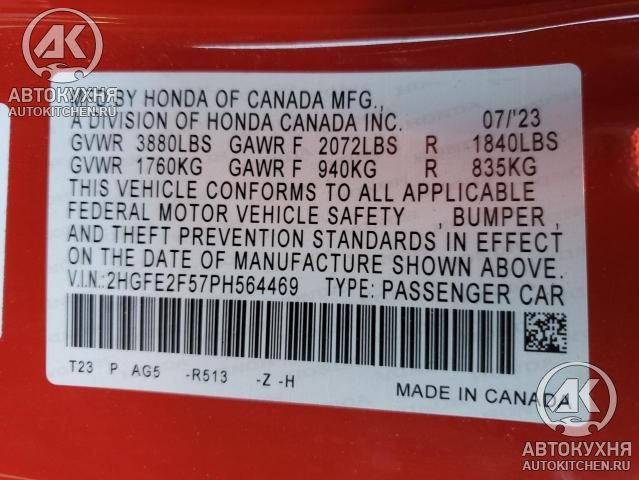 AK
АВТОКУХНЯ
AUTOKITCHEN.RU
MFG. BY HONDA OF CANADA MFG.,
A DIVISION OF HONDA CANADA INC. 07/'23
GVWR 3880LBS GAWR F 2072LBS R 1840LBS
GVWR 1760KG GAWR F 940KG R 835KG
THIS VEHICLE CONFORMS TO ALL APPLICABLE
FEDERAL MOTOR VEHICLE SAFETY , BUMPER ,
AND THEFT PREVENTION STANDARDS IN EFFECT
ON THE DATE OF MANUFACTURE SHOWN ABOVE.
V.I.N.: 2HGFE2F57PH564469 TYPE: PASSENGER CAR
T23 P AG5 -R513 -Z -H
MADE IN CANADA
AK
АВТОКУХНЯ
AUTOKITCHEN.RU